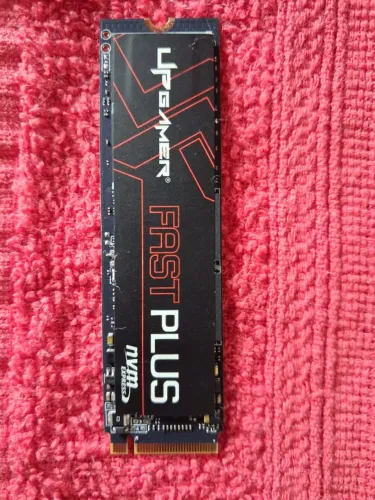 UPGAMER®
FAST PLUS
nvm
EXPRESS